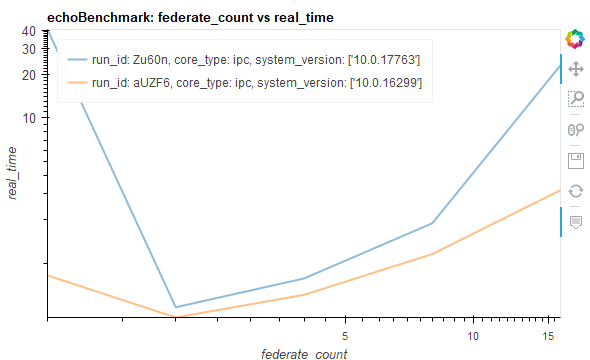 echoBenchmark: federate_count vs real_time
40
30
20
10
real_time
run_id: Zu60n, core_type: ipc, system_version: ['10.0.17763']
run_id: aUZF6, core_type: ipc, system_version: ['10.0.16299']
5
10
15
federate_count